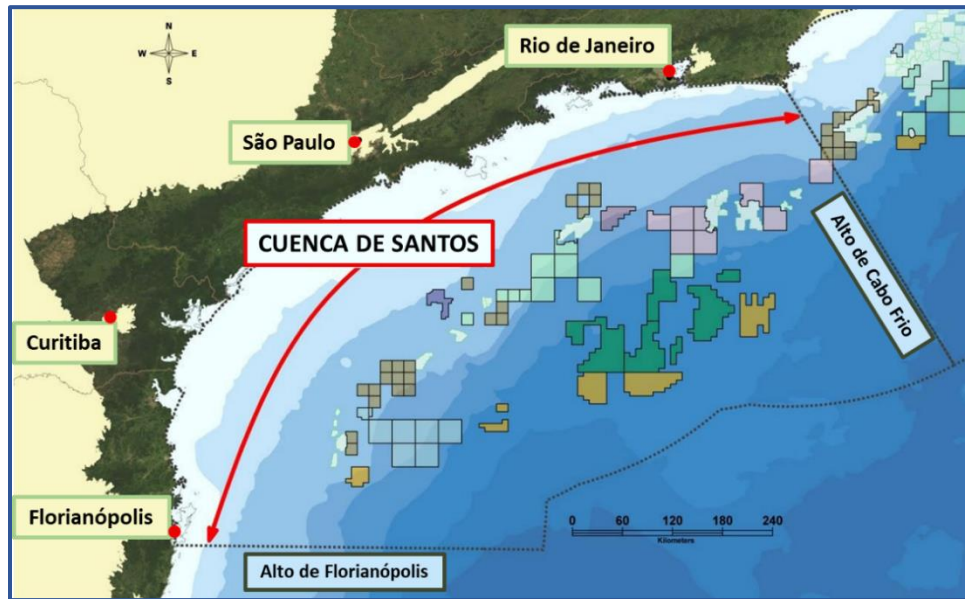 N
W E
S
Rio de Janeiro
São Paulo
CUENCA DE SANTOS
Alto de Cabo Frio
Curitiba
Florianópolis
0 60 120 180 240
Kilometers
Alto de Florianópolis